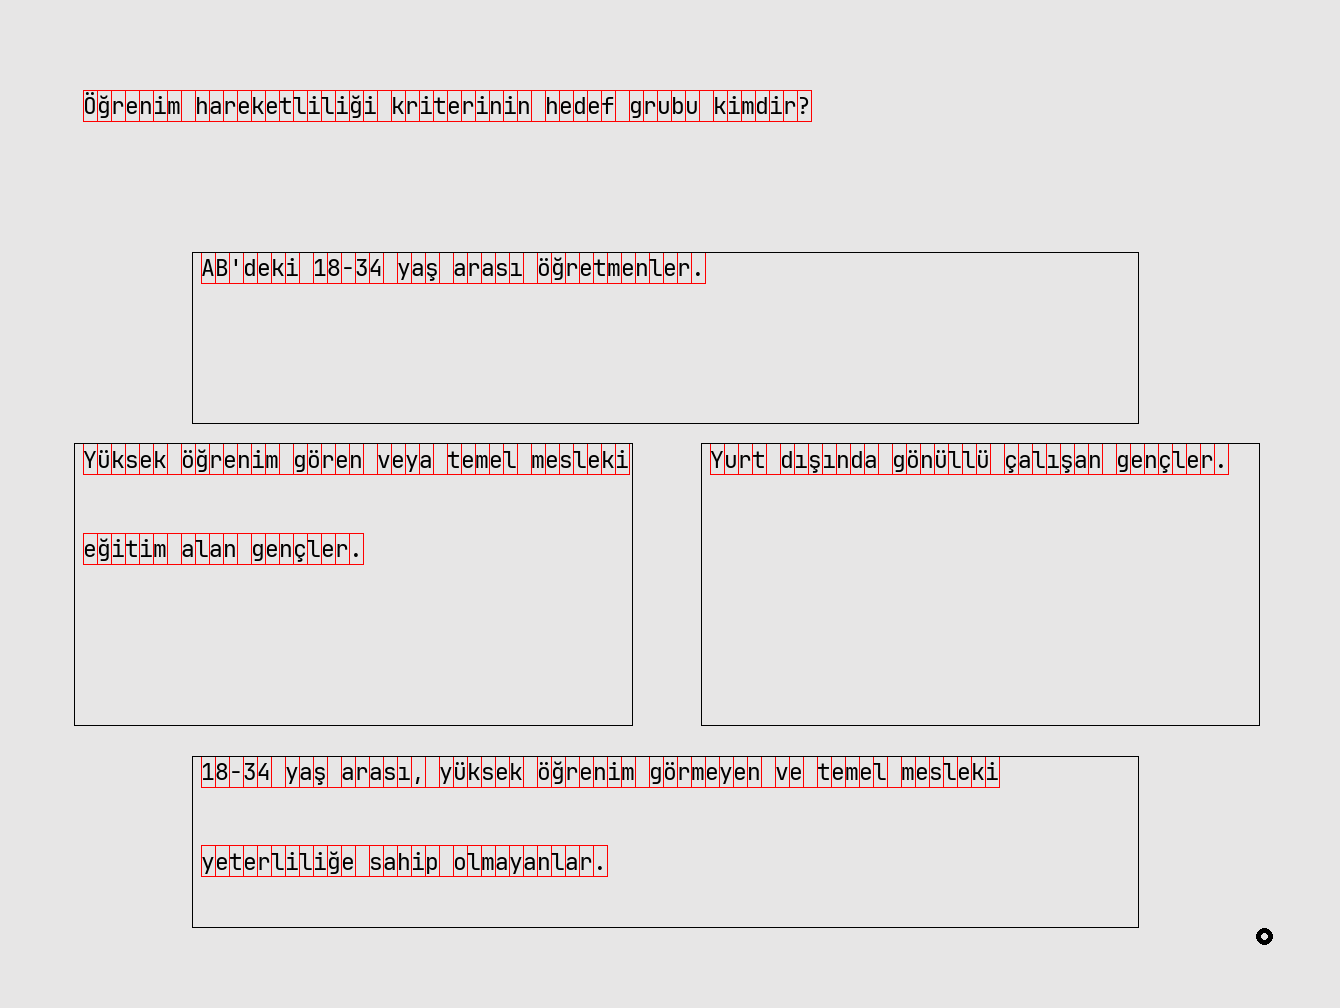 Öğrenim hareketliliği kriterinin hedef grubu kimdir?
AB'deki 18-34 yaş arası öğretmenler.
Yüksek öğrenim gören veya temel mesleki
eğitim alan gençler.
Yurt dışında gönüllü çalışan gençler.
18-34 yaş arası, yüksek öğrenim görmeyen ve temel mesleki
yeterliliğe sahip olmayanlar.